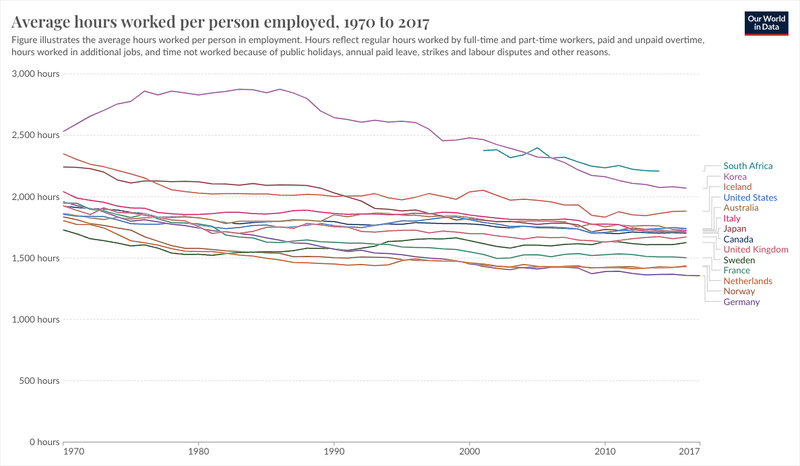 Average hours worked per person employed, 1970 to 2017
Our World
in Data
Figure illustrates the average hours worked per person in employment. Hours reflect regular hours worked by full-time and part-time workers, paid and unpaid overtime,
hours worked in additional jobs, and time not worked because of public holidays, annual paid leave, strikes and labour disputes and other reasons.
3,000 hours
2,500 hours
2,000 hours
1,500 hours
1,000 hours
500 hours
0 hours
1970
1980
1990
2000
2010
2017
South Africa
Korea
Iceland
United States
Australia
Italy
Japan
Canada
United Kingdom
Sweden
France
Netherlands
Norway
Germany